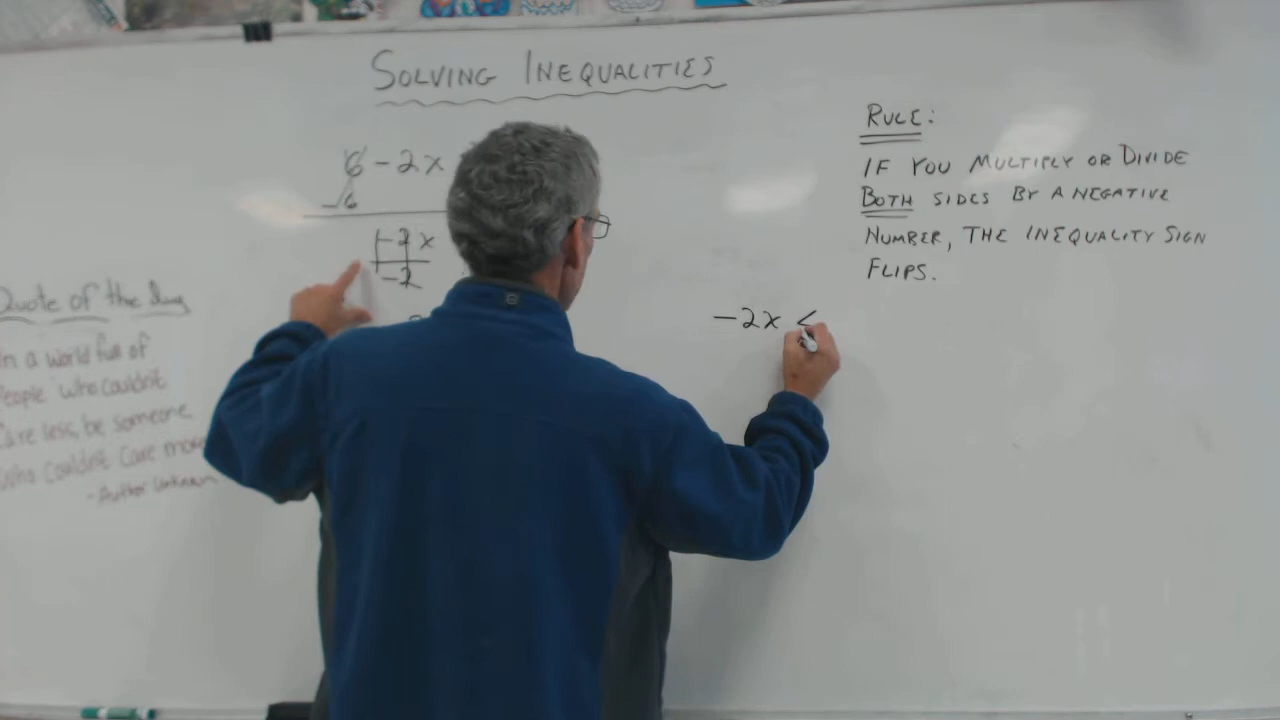 SOLVING INEQUALITIES
6 - 2x
-6
-2x
-2
RULE:
IF YOU MULTIPLY OR DIVIDE
BOTH SIDES BY A NEGATIVE
NUMBER, THE INEQUALITY SIGN
FLIPS.
-2x <
Quote of the day
In a world full of
People who couldn't
Care less, be someone
Who couldn't Care more
- Author Unknown